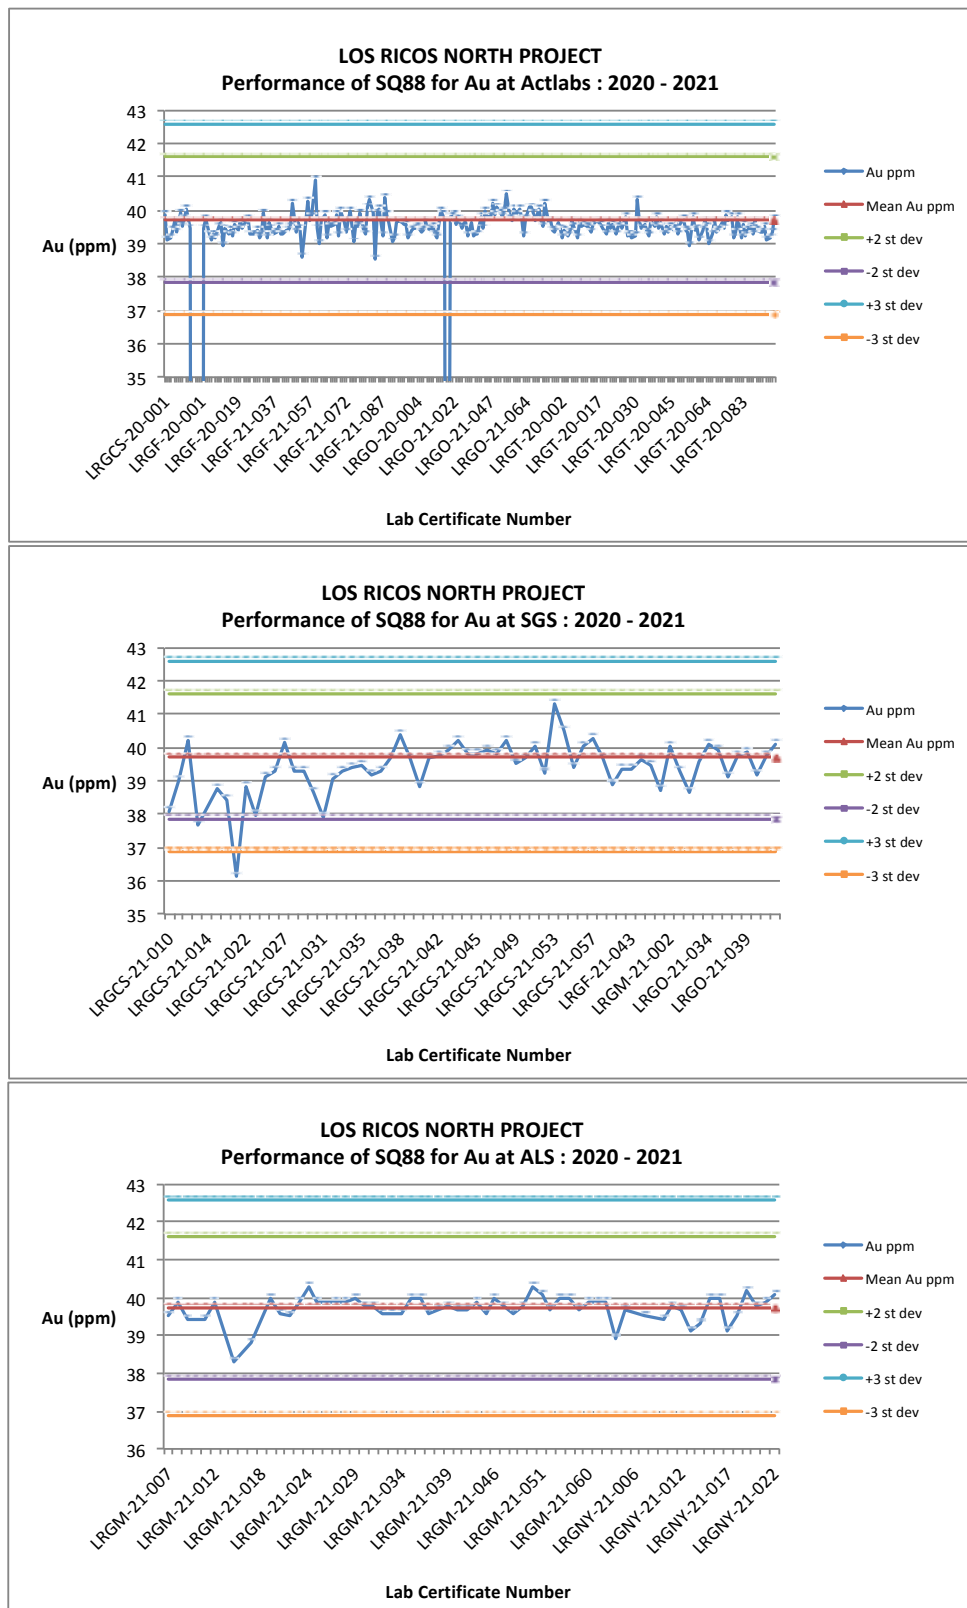 LOS RICOS NORTH PROJECT
Performance of SQ88 for Au at Actlabs : 2020 - 2021
43
42
41
40
39
38
37
36
35
Au (ppm)
LRGCS-20-001
LRGF-20-001
LRGF-20-019
LRGF-21-037
LRGF-21-057
LRGF-21-072
LRGF-21-087
LRGO-20-004
LRGO-21-022
LRGO-21-047
LRGO-21-064
LRGT-20-002
LRGT-20-017
LRGT-20-030
LRGT-20-045
LRGT-20-064
LRGT-20-083
Lab Certificate Number
Au ppm
Mean Au ppm
+2 st dev
-2 st dev
+3 st dev
-3 st dev
LOS RICOS NORTH PROJECT
Performance of SQ88 for Au at SGS : 2020 - 2021
43
42
41
40
39
38
37
36
35
Au (ppm)
LRGCS-21-010
LRGCS-21-014
LRGCS-21-022
LRGCS-21-027
LRGCS-21-031
LRGCS-21-035
LRGCS-21-038
LRGCS-21-042
LRGCS-21-045
LRGCS-21-049
LRGCS-21-053
LRGCS-21-057
LRGF-21-043
LRGM-21-002
LRGO-21-034
LRGO-21-039
Lab Certificate Number
Au ppm
Mean Au ppm
+2 st dev
-2 st dev
+3 st dev
-3 st dev
LOS RICOS NORTH PROJECT
Performance of SQ88 for Au at ALS : 2020 - 2021
43
42
41
40
39
38
37
36
Au (ppm)
LRGM-21-007
LRGM-21-012
LRGM-21-018
LRGM-21-024
LRGM-21-029
LRGM-21-034
LRGM-21-039
LRGM-21-046
LRGM-21-051
LRGM-21-060
LRGNY-21-006
LRGNY-21-012
LRGNY-21-017
LRGNY-21-022
Lab Certificate Number
Au ppm
Mean Au ppm
+2 st dev
-2 st dev
+3 st dev
-3 st dev